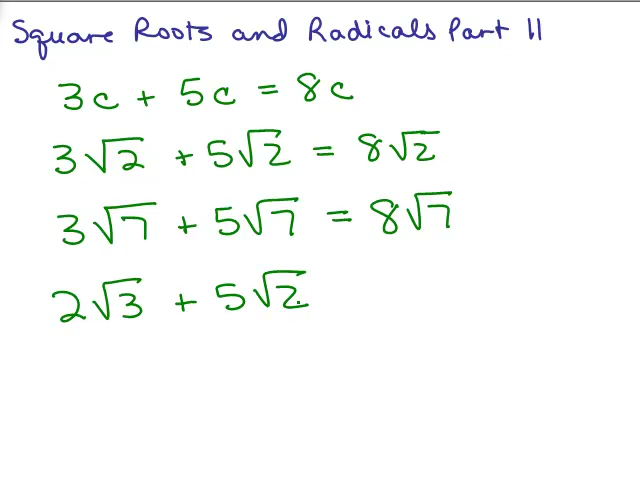 Square Roots and Radicals Part II
3c + 5c = 8c
3√2 + 5√2 = 8√2
3√7 + 5√7 = 8√7
2√3 + 5√2